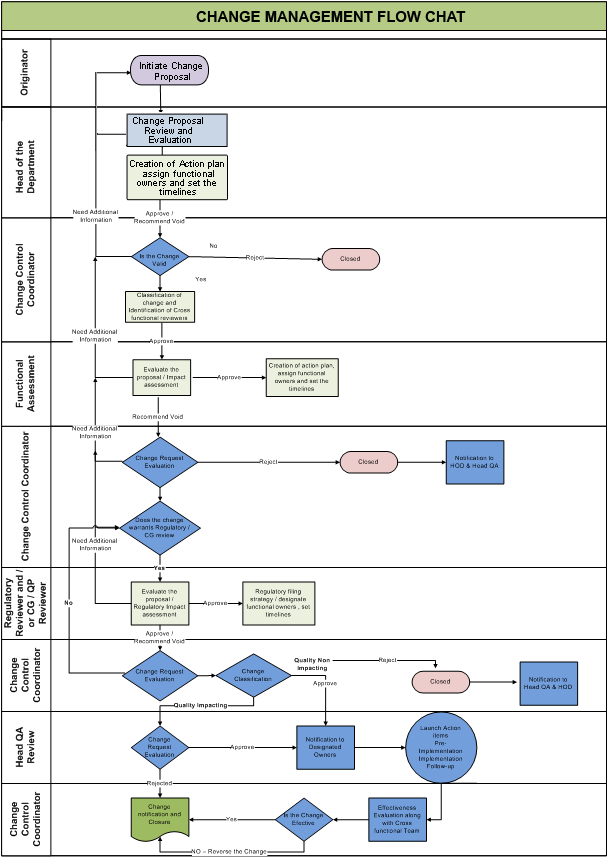 CHANGE MANAGEMENT FLOW CHAT
Originator
Initiate Change
Proposal
Head of the
Department
Change Proposal
Review and
Evaluation
Creation of Action plan
assign functional
owners and set the
timelines
Need Additional
Information
Approve /
Recommend Void
Change Control
Coordinator
Is the Change
Void
No
Reject
Closed
Yes
Classification of
change and
Identification of Cross
functional reviewers
Need Additional
Information
Approve
Functional
Assessment
Evaluate the
proposal / Impact
assessment
Approve
Creation of action plan,
assign functional
owners and set the
timelines
Recommend Void
Need Additional
Information
Change Control Coordinator
Change Request
Evaluation
Reject
Closed
Notification to
HOD & Head QA
Does the change
warrants Regulatory /
CG review
Need Additional
Information
Yes
Regulatory
Reviewer and /
or CG / QP
Reviewer
No
Evaluate the
proposal /
Regulatory Impact
assessment
Approve
Regulatory filing
strategy / designate
functional owners , set
timelines
Approve /
Recommend Void
Change
Control
Coordinator
Change Request
Evaluation
Change
Classification
Quality Non
Impacting
Reject
Approve
Closed
Notification to
Head QA & HOD
Quality Impacting
Head QA
Review
Change
Request
Evaluation
Approve
Notification to
Designated
Owners
Launch Action
items
Pre-
Implementation
Implementation
Follow-up
Rejected
Change
Control
Coordinator
Change
notification and
Closure
Yes
Is the Change
Efective
Effectiveness
Evaluation along
with Cross
functional Team
NO – Reverse the Change